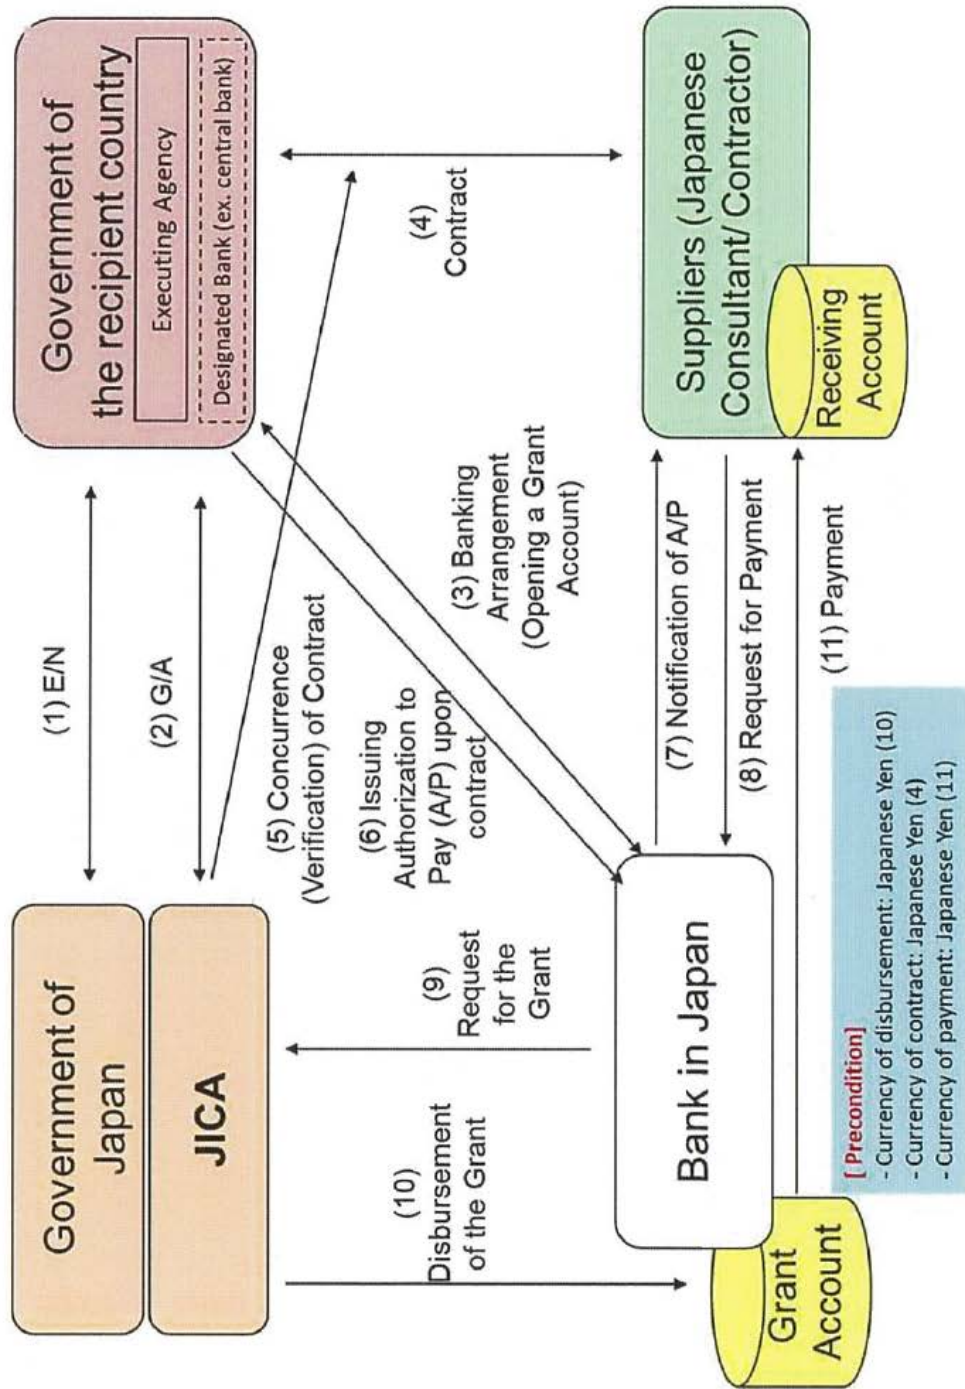 Government of
Japan
JICA
(1) E/N
(2) G/A
Government of
the recipient country
Executing Agency
Designated Bank (ex. central bank)
(5) Concurrence
(Verification) of Contract
(6) Issuing
Authorization to
Pay (A/P) upon
contract
(4)
Contract
(3) Banking
Arrangement
(Opening a Grant
Account)
(9)
Request
for the
Grant
(10)
Disbursement
of the Grant
Bank in Japan
Grant
Account
(7) Notification of A/P
(8) Request for Payment
(11) Payment
Suppliers (Japanese
Consultant/ Contractor)
Receiving
Account
[ Precondition]
- Currency of disbursement: Japanese Yen (10)
- Currency of contract: Japanese Yen (4)
- Currency of payment: Japanese Yen (11)